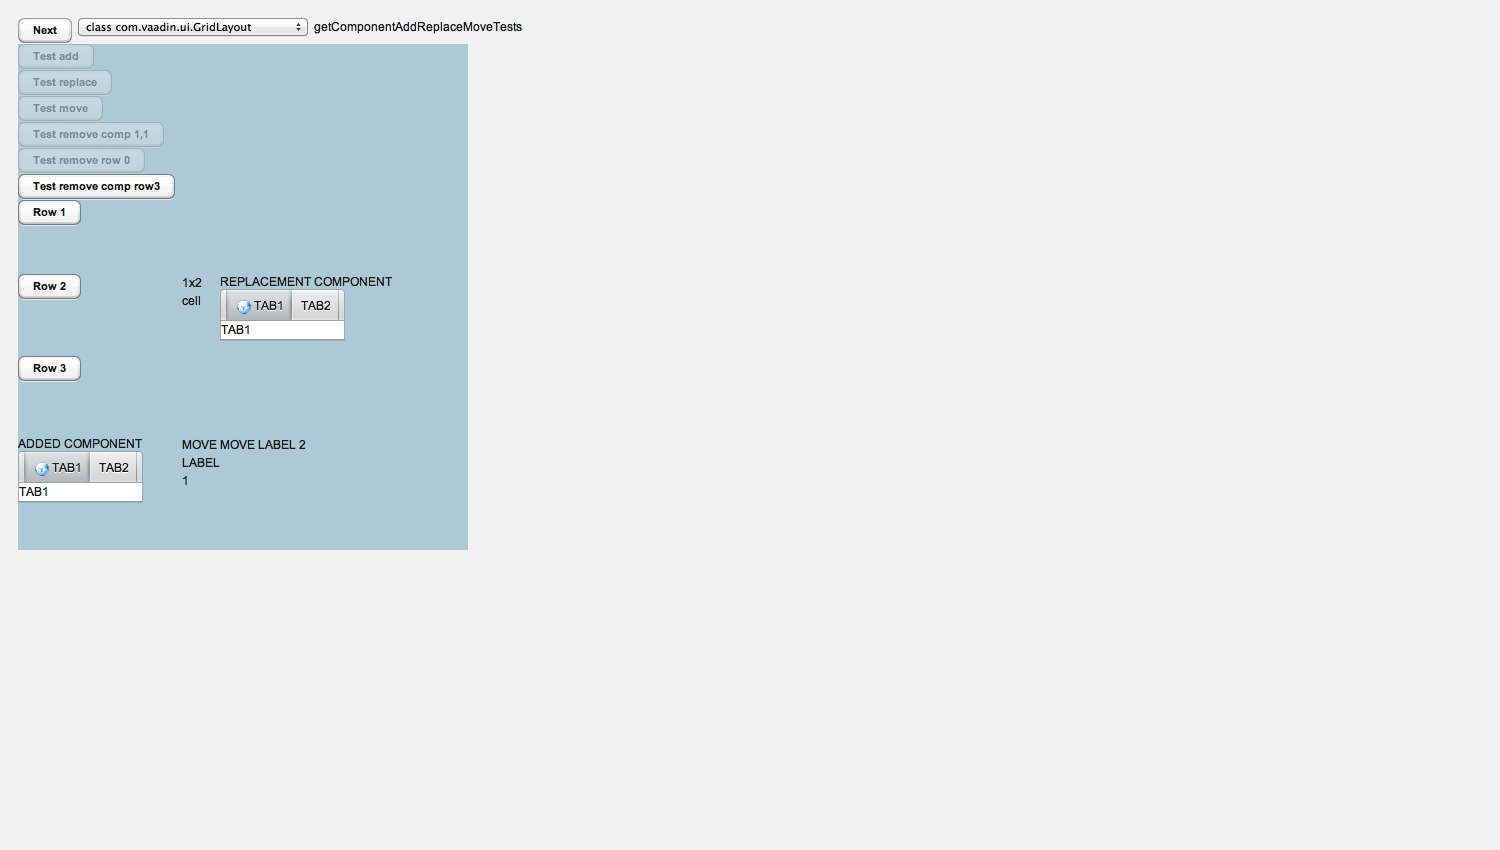 Next class com.vaadin.ui.GridLayout getComponentAddReplaceMoveTests
Test add
Test replace
Test move
Test remove comp 1,1
Test remove row 0
Test remove comp row3
Row 1
Row 2
1x2
cell
REPLACEMENT COMPONENT
TAB1 TAB2
TAB1
Row 3
ADDED COMPONENT
TAB1 TAB2
TAB1
MOVE MOVE LABEL 2
LABEL
1